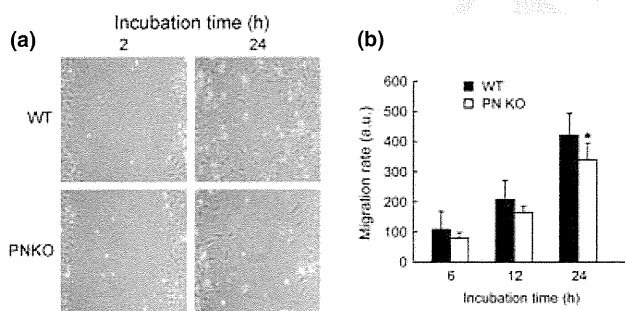 (a)
Incubation time (h)
2 24
WT
PNKO
(b)
600
500
400
300
200
100
0
WT
PN KO
*
Migration rate (a.u.)
6 12 24
Incubation time (h)